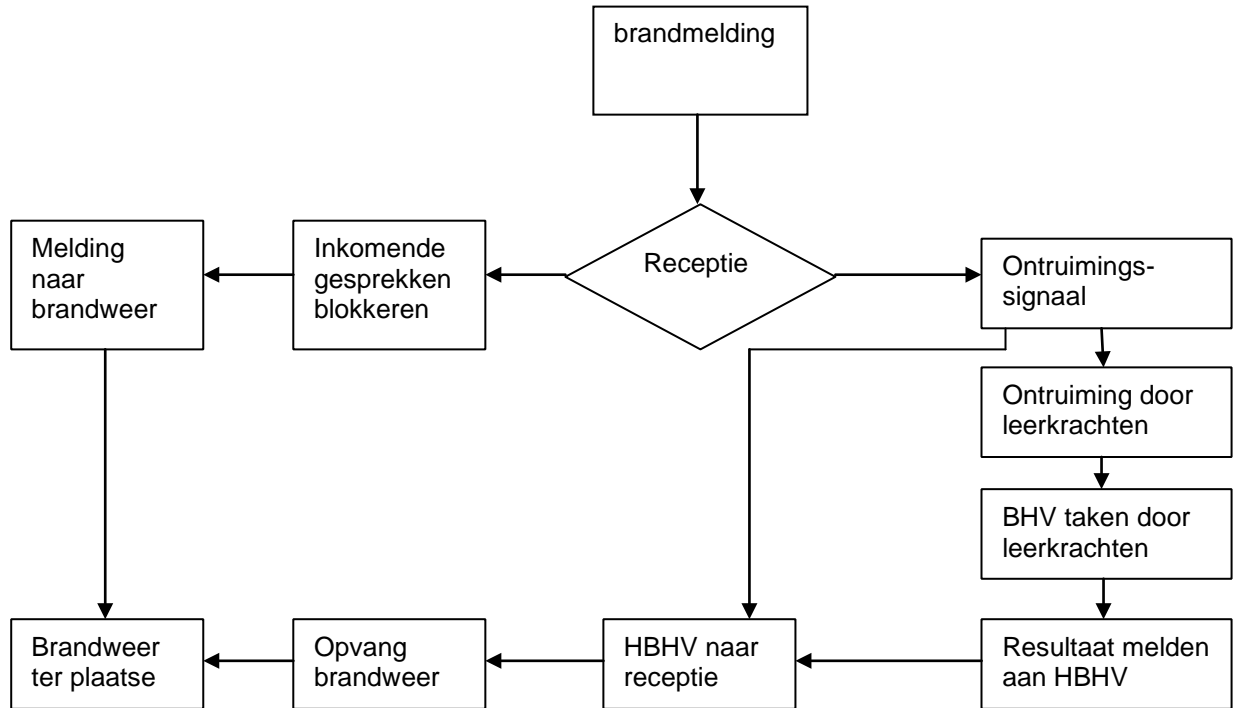 brandmelding
Melding
naar
brandweer
Inkomende
gesprekken
blokkeren
Receptie
Ontruimings-
signaal
Ontruiming door
leerkrachten
BHV taken door
leerkrachten
Brandweer
ter plaatse
Opvang
brandweer
HBHV naar
receptie
Resultaat melden
aan HBHV